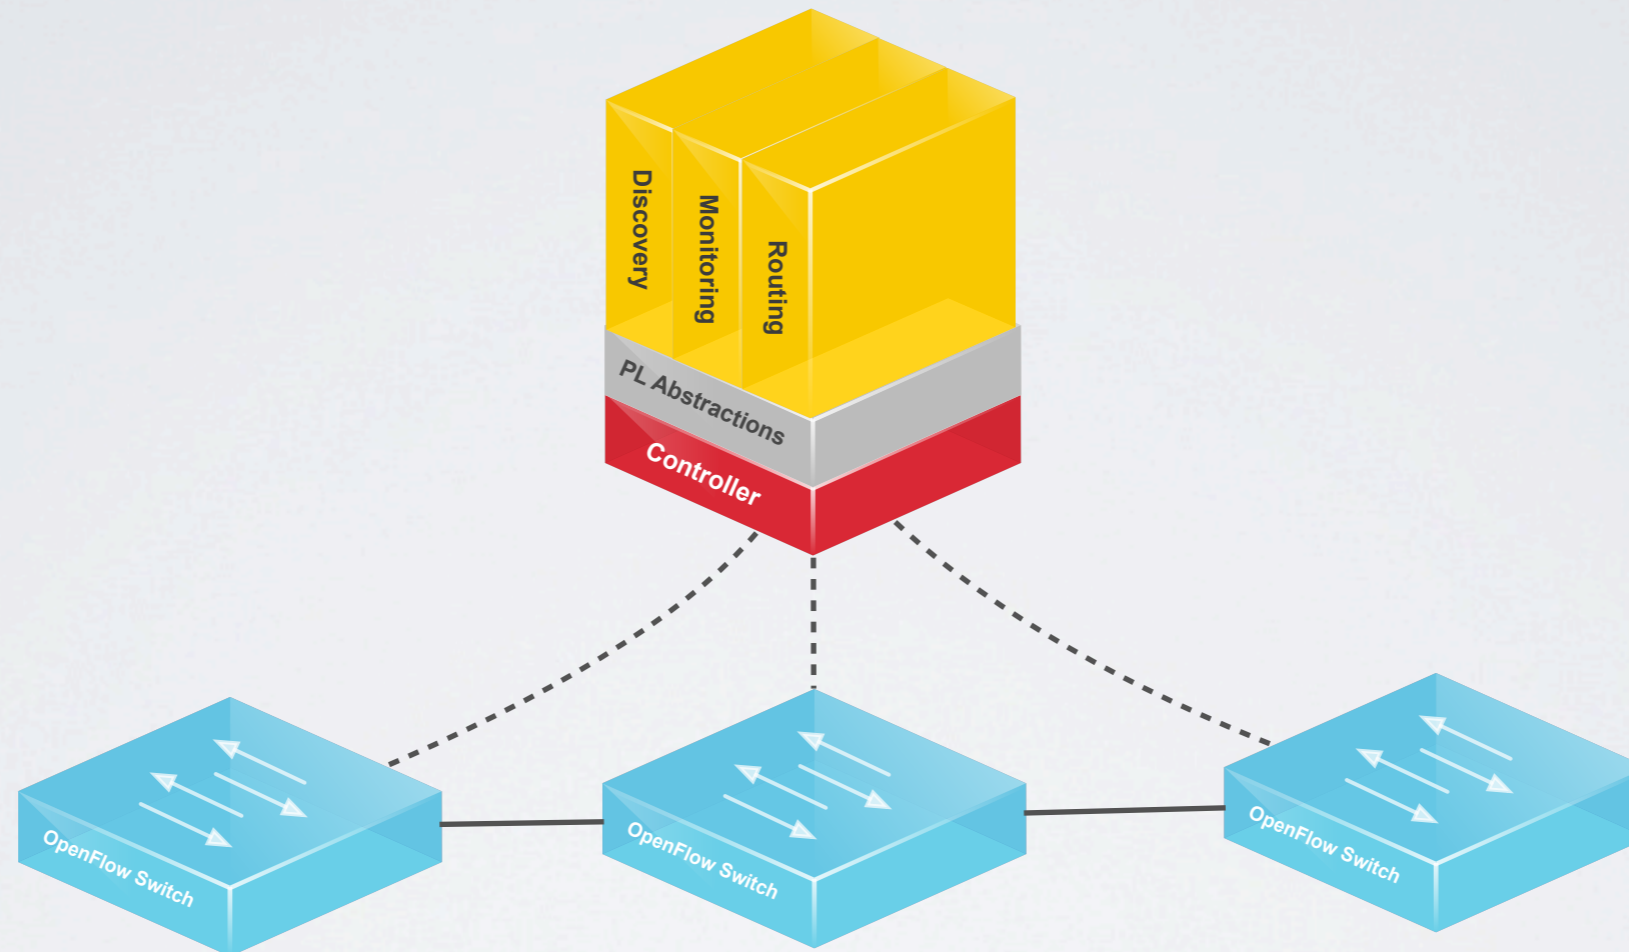 Discovery
Monitoring
Routing
PL Abstractions
Controller
OpenFlow Switch
OpenFlow Switch
OpenFlow Switch